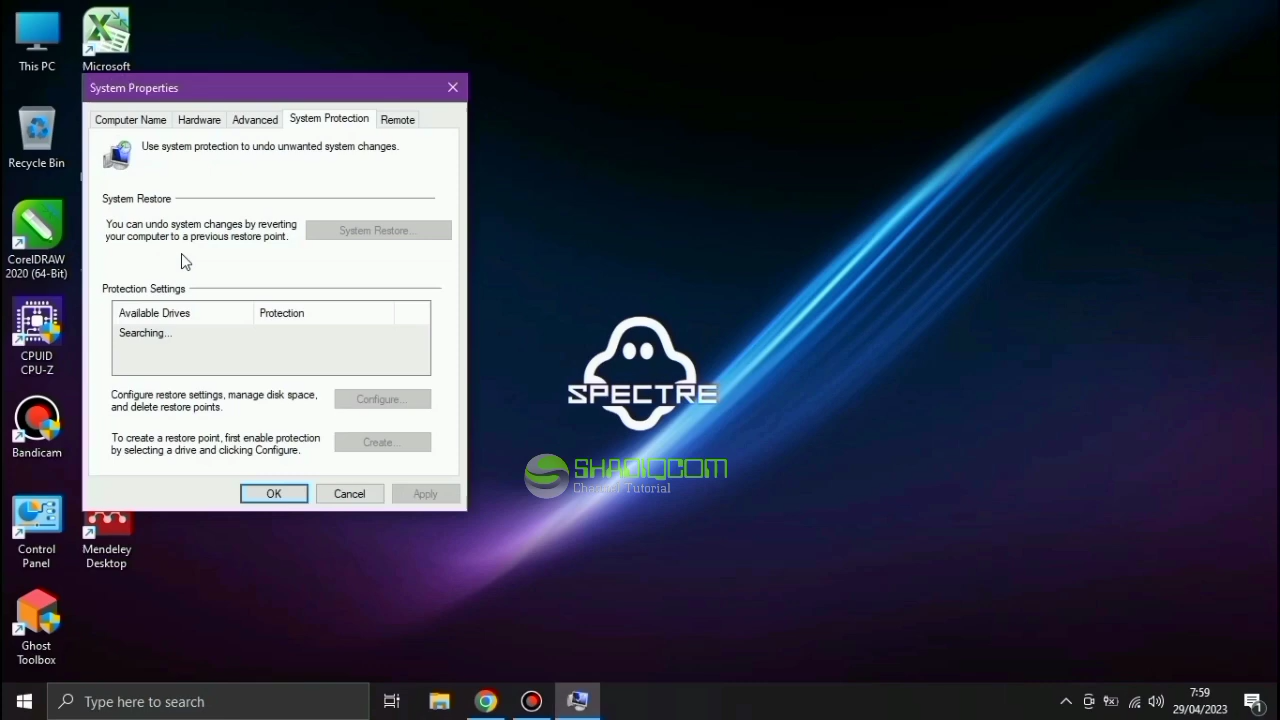 This PC
Microsoft
System Properties
Computer Name
Hardware
Advanced
System Protection
Remote
Use system protection to undo unwanted system changes.
System Restore
You can undo system changes by reverting
your computer to a previous restore point.
System Restore...
Protection Settings
Available Drives
Protection
Searching...
Configure restore settings, manage disk space,
and delete restore points.
Configure...
To create a restore point, first enable protection
by selecting a drive and clicking Configure.
Create...
OK
Cancel
Apply
Recycle Bin
CorelDRAW
2020 (64-Bit)
CPUID
CPU-Z
Bandicam
Control
Panel
Mendeley
Desktop
Ghost
Toolbox
SPECTRE
SHADIQCOM
Channel Tutorial
Type here to search
7:59
29/04/2023
1